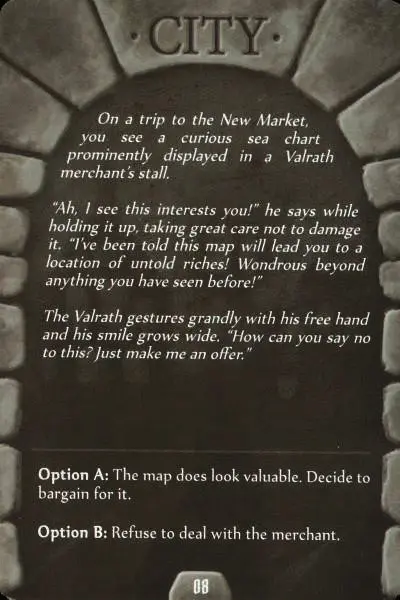 · CITY ·
On a trip to the New Market,
you see a curious sea chart
prominently displayed in a Valrath
merchant's stall.
“Ah, I see this interests you!” he says while
holding it up, taking great care not to damage
it. “I've been told this map will lead you to a
location of untold riches! Wondrous beyond
anything you have seen before!”
The Valrath gestures grandly with his free hand
and his smile grows wide. “How can you say no
to this? Just make me an offer.”
Option A: The map does look valuable. Decide to
bargain for it.
Option B: Refuse to deal with the merchant.
08